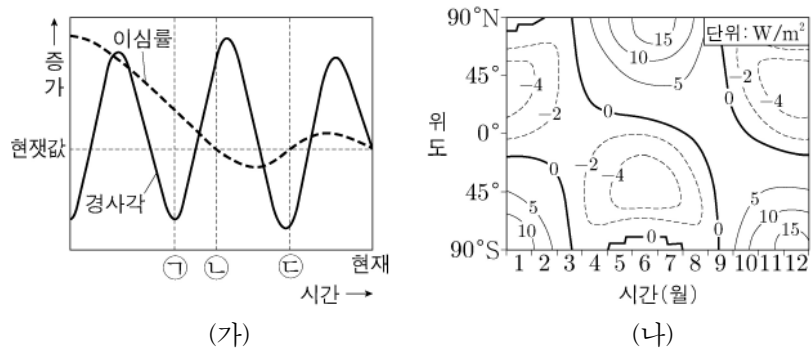 증가
이심률
현잿값
경사각
㉠ ㉡ ㉢ 현재
시간 →
(가)
90°N
45°
0°
45°
90°S
위도
단위: W/m²
15
10
5
0
-2
-4
-2
-4
0
0
-2
-4
0
0
5
10
5
10
15
1 2 3 4 5 6 7 8 9 10 11 12
시간(월)
(나)